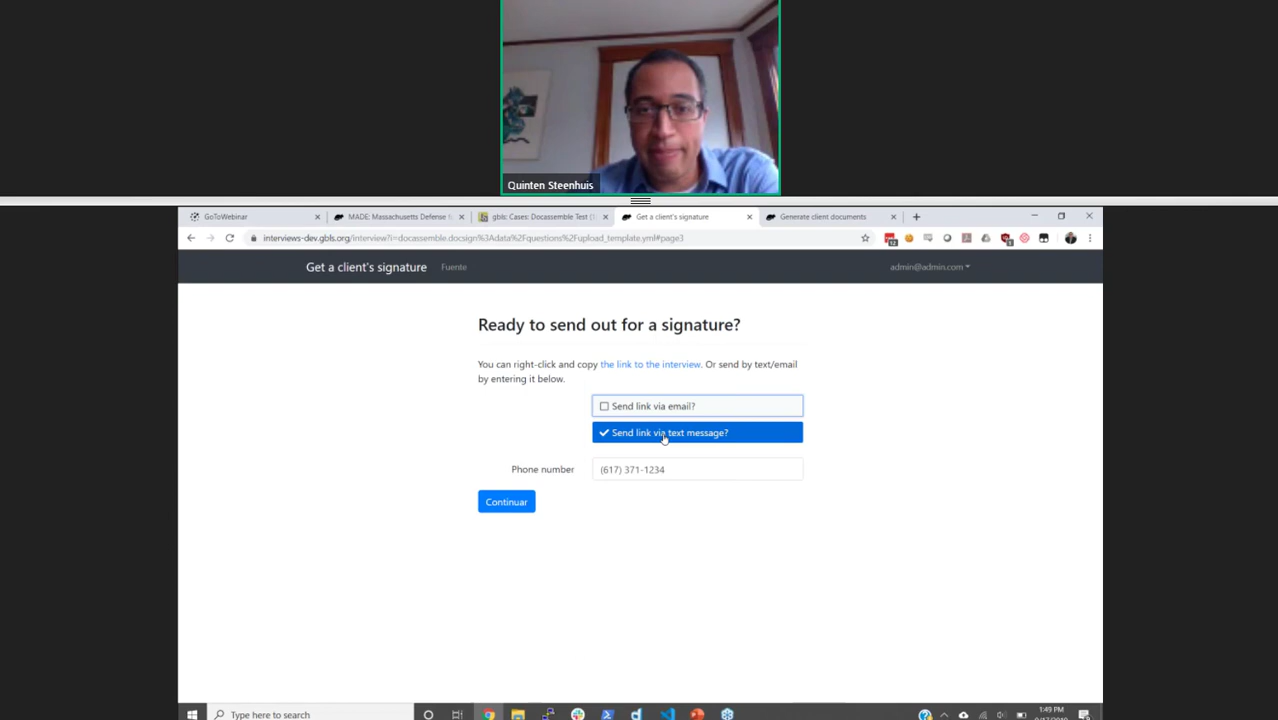 Quinten Steenhuis
GoToWebinar
MADE: Massachusetts Defense
gbls: Cases: Docassemble Test
Get a client's signature
Generate client documents
interviews-dev.gbls.org/interview?i=docassemble.docsign%3Adata%2Fquestions%2Fupload_template.yml#page3
Get a client's signature
Fuente
admin@admin.com
Ready to send out for a signature?
You can right-click and copy the link to the interview. Or send by text/email
by entering it below.
Send link via email?
Send link via text message?
Phone number
(617) 371-1234
Continuar
Type here to search
1:49 PM